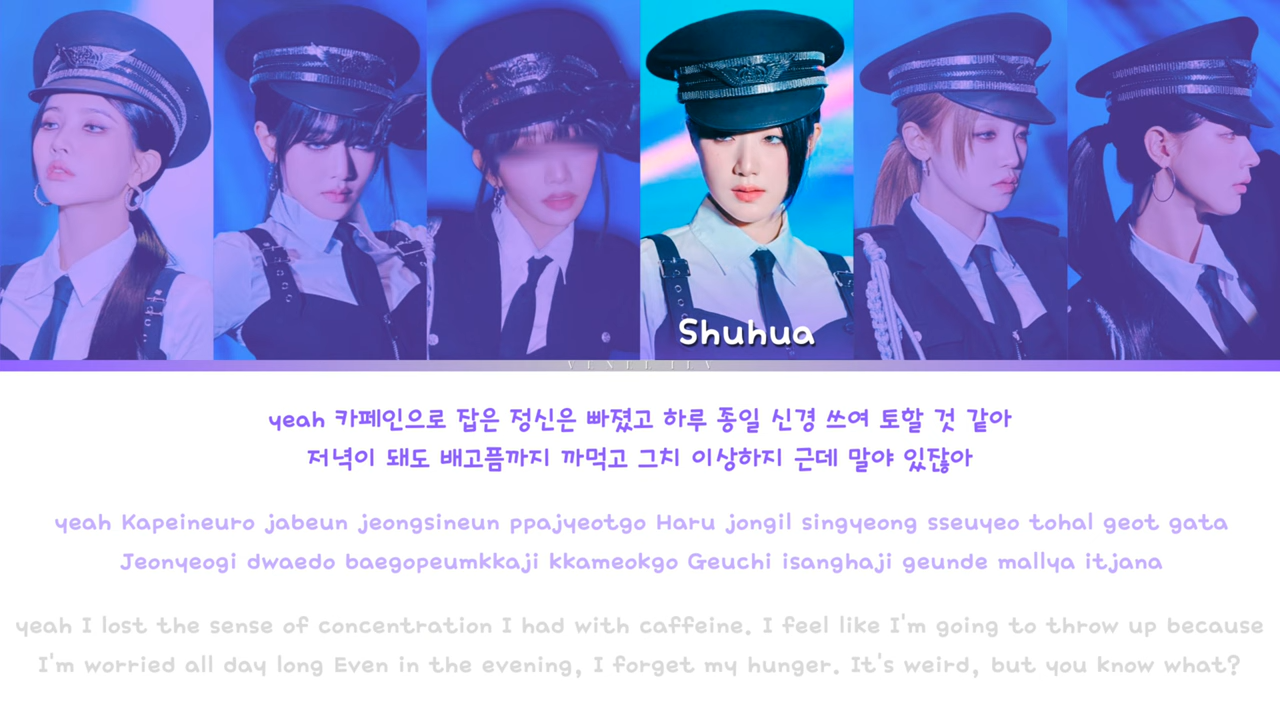 Shuhua
yeah 카페인으로 잡은 정신은 빠졌고 하루 종일 신경 쓰여 토할 것 같아
저녁이 돼도 배고픔까지 까먹고 그치 이상하지 근데 말야 있잖아
yeah Kapeineuro jabeun jeongsineun ppajyeotgo Haru jongil singyeong sseuyeo tohal geot gata
Jeonyeogi dwaedo baegopeumkkaji kkameokgo Geuchi isanghaji geunde mallya itjana
yeah I lost the sense of concentration I had with caffeine. I feel like I'm going to throw up because
I'm worried all day long Even in the evening, I forget my hunger. It's weird, but you know what?